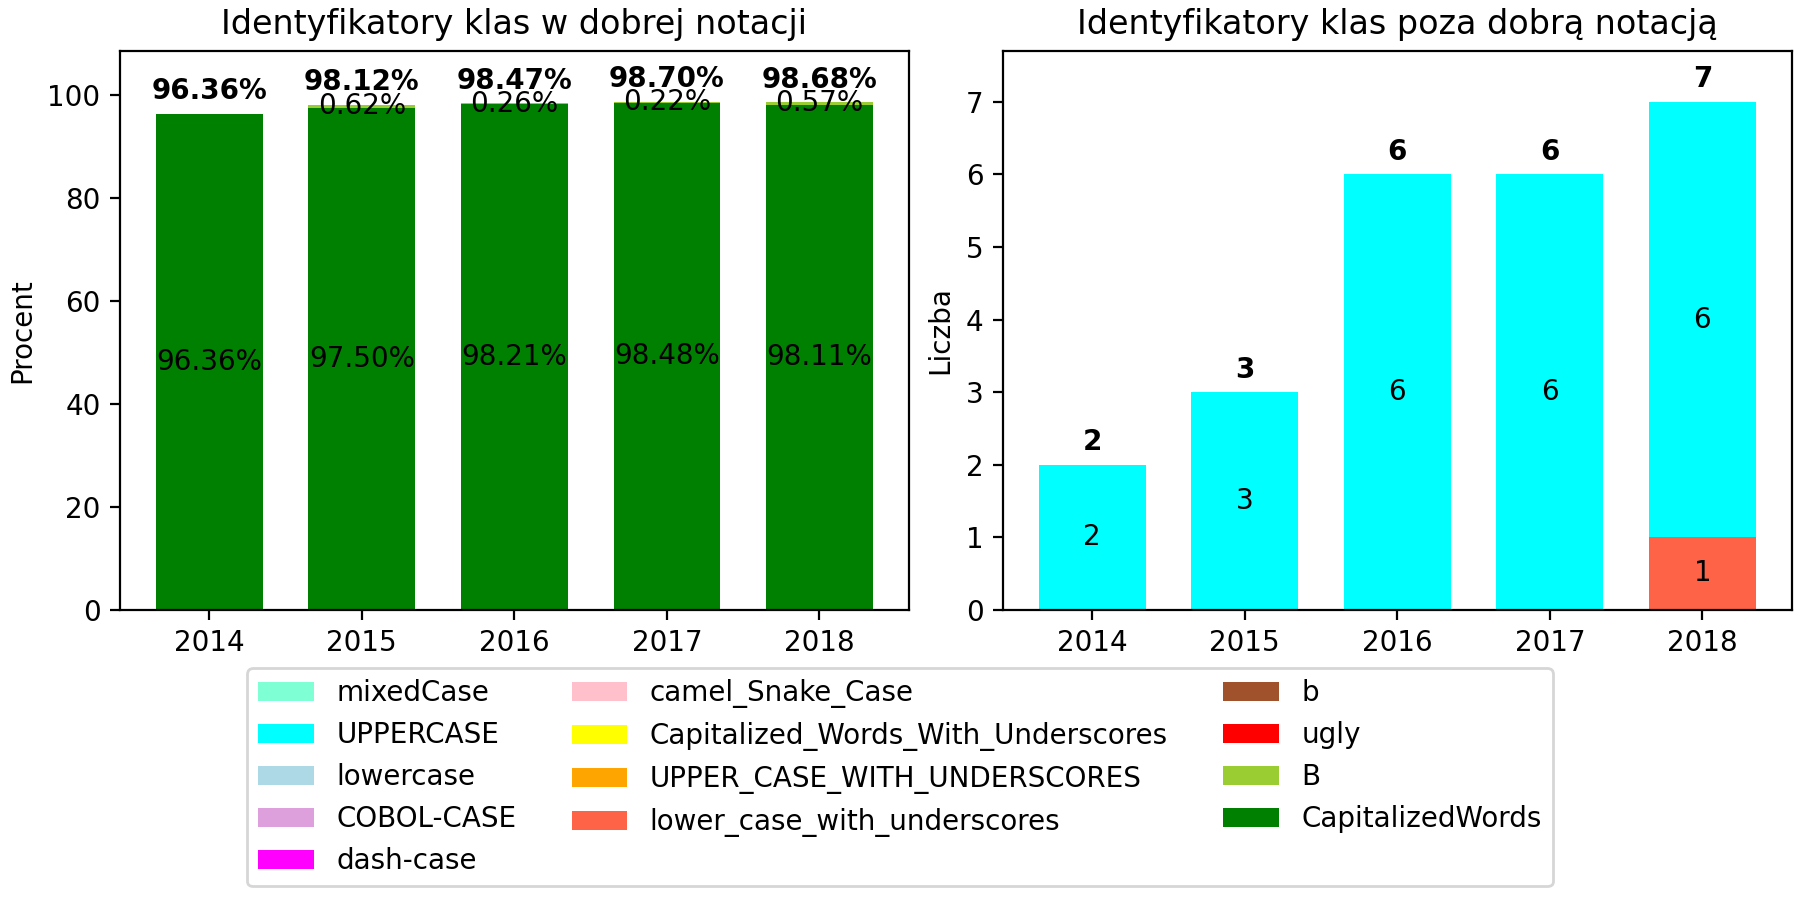 Identyfikatory klas w dobrej notacji
Identyfikatory klas poza dobrą notacją
96.36%
98.12%
98.47%
98.70%
98.68%
0.62%
0.26%
0.22%
0.57%
96.36%
97.50%
98.21%
98.48%
98.11%
Procent
100
80
60
40
20
0
2014
2015
2016
2017
2018
Liczba
7
6
5
4
3
2
1
0
2
3
6
6
7
2
3
6
6
6
1
2014
2015
2016
2017
2018
mixedCase
UPPERCASE
lowercase
COBOL-CASE
dash-case
camel_Snake_Case
Capitalized_Words_With_Underscores
UPPER_CASE_WITH_UNDERSCORES
lower_case_with_underscores
b
ugly
B
CapitalizedWords